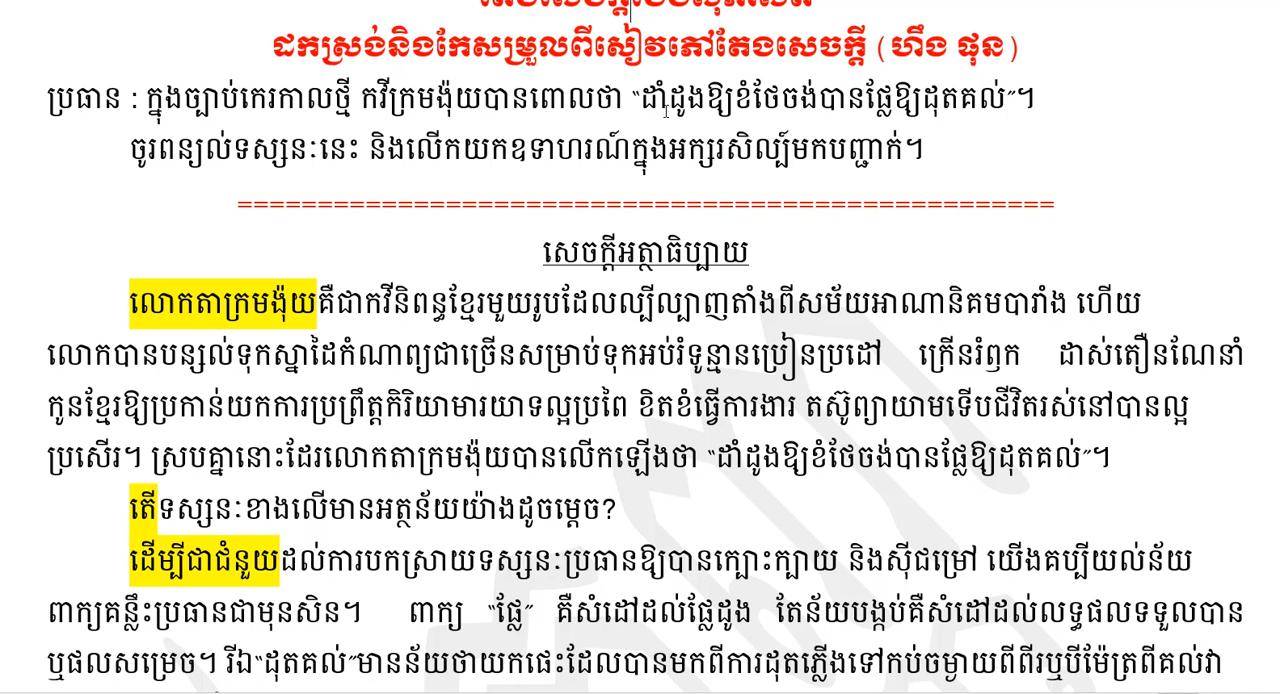 ដកស្រង់និងកែសម្រួលពីសៀវភៅតែងសេចក្ដី (ហឹង ផុន)
ប្រធាន : ក្នុងច្បាប់កេរកាលថ្មី កវីក្រមង៉ុយបានពោលថា “ដាំដូងឱ្យខំថែចង់បានផ្លែឱ្យដុតគល់”។
ចូរពន្យល់ទស្សនៈនេះ និងលើកយកឧទាហរណ៍ក្នុងអក្សរសិល្ប៍មកបញ្ជាក់។
===================================================
សេចក្ដីអត្ថាធិប្បាយ
លោកតាក្រមង៉ុយគឺជាកវីនិពន្ធខ្មែរមួយរូបដែលល្បីល្បាញតាំងពីសម័យអាណានិគមបារាំង ហើយ
លោកបានបន្សល់ទុកស្នាដៃកំណាព្យជាច្រើនសម្រាប់ទុកអប់រំទូន្មានប្រៀនប្រដៅ ក្រើនរំឭក ដាស់តឿនណែនាំ
កូនខ្មែរឱ្យប្រកាន់យកការប្រព្រឹត្តកិរិយាមារយាទល្អប្រពៃ ខិតខំធ្វើការងារ តស៊ូព្យាយាមទើបជីវិតរស់នៅបានល្អ
ប្រសើរ។ ស្របគ្នានោះដែរលោកតាក្រមង៉ុយបានលើកឡើងថា “ដាំដូងឱ្យខំថែចង់បានផ្លែឱ្យដុតគល់”។
តើទស្សនៈខាងលើមានអត្ថន័យយ៉ាងដូចម្ដេច?
ដើម្បីជាជំនួយដល់ការបកស្រាយទស្សនៈប្រធានឱ្យបានក្បោះក្បាយ និងស៊ីជម្រៅ យើងគប្បីយល់ន័យ
ពាក្យគន្លឹះប្រធានជាមុនសិន។ ពាក្យ “ផ្លែ” គឺសំដៅដល់ផ្លែដូង តែន័យបង្កប់គឺសំដៅដល់លទ្ធផលទទួលបាន
ឬផលសម្រេច។ រីឯ“ដុតគល់”មានន័យថាយកផេះដែលបានមកពីការដុតភ្លើងទៅកប់ចម្ងាយពីពីរឬបីម៉ែត្រពីគល់វា